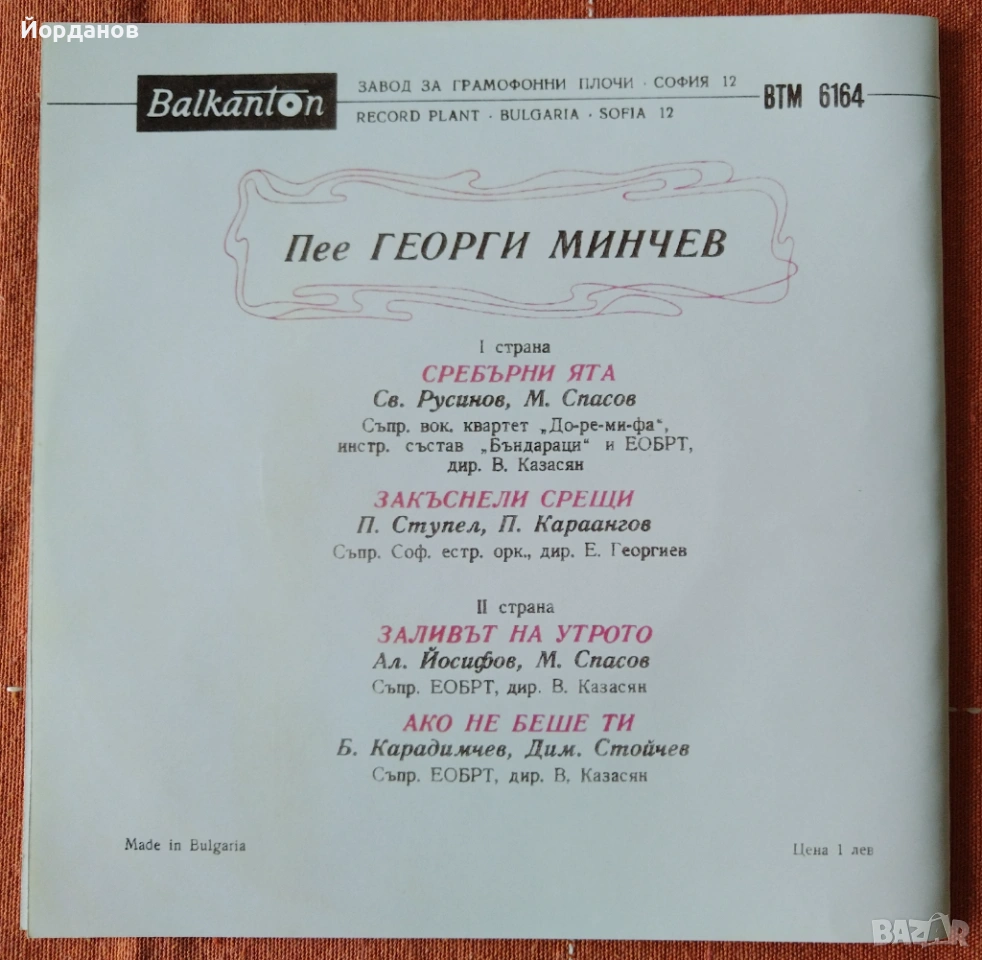 Йорданов
Balkanton
ЗАВОД ЗА ГРАМОФОННИ ПЛОЧИ · СОФИЯ 12
RECORD PLANT · BULGARIA · SOFIA 12
ВТМ 6164
Пее ГЕОРГИ МИНЧЕВ
I страна
СРЕБЪРНИ ЯТА
Св. Русинов, М. Спасов
Съпр. вок. квартет „До-ре-ми-фа“,
инстр. състав „Бъндараци“ и ЕОБРТ,
дир. В. Казасян
ЗАКЪСНЕЛИ СРЕЩИ
П. Ступел, П. Караангов
Съпр. Соф. естр. орк., дир. Е. Георгиев
II страна
ЗАЛИВЪТ НА УТРОТО
Ал. Йосифов, М. Спасов
Съпр. ЕОБРТ, дир. В. Казасян
АКО НЕ БЕШЕ ТИ
Б. Карадимчев, Дим. Стойчев
Съпр. ЕОБРТ, дир. В. Казасян
Made in Bulgaria
Цена 1 лев
BAZAR